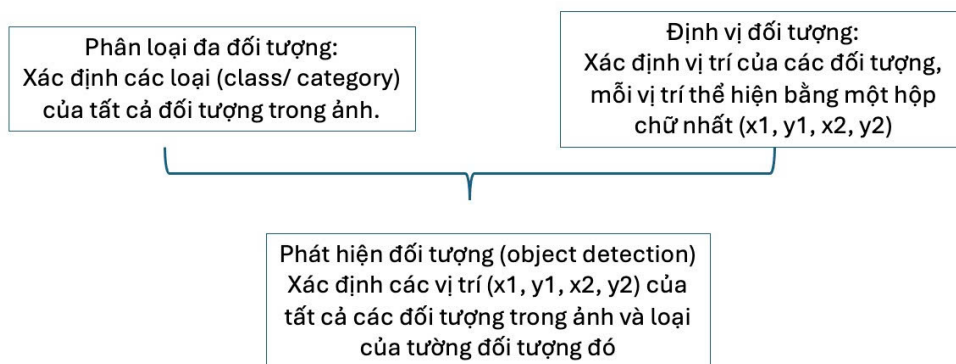 Phân loại đa đối tượng:
Xác định các loại (class/ category)
của tất cả đối tượng trong ảnh.
Định vị đối tượng:
Xác định vị trí của các đối tượng,
mỗi vị trí thể hiện bằng một hộp
chữ nhất (x1, y1, x2, y2)
Phát hiện đối tượng (object detection)
Xác định các vị trí (x1, y1, x2, y2) của
tất cả các đối tượng trong ảnh và loại
của tường đối tượng đó